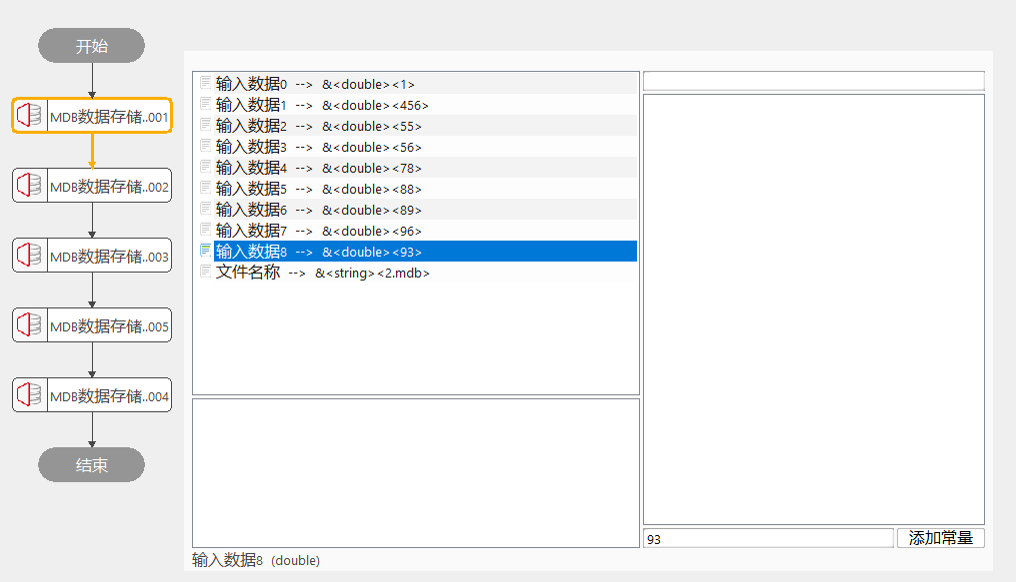 开始
MDB数据存储..001
MDB数据存储..002
MDB数据存储..003
MDB数据存储..005
MDB数据存储..004
结束
输入数据0 --> &<double><1>
输入数据1 --> &<double><456>
输入数据2 --> &<double><55>
输入数据3 --> &<double><56>
输入数据4 --> &<double><78>
输入数据5 --> &<double><88>
输入数据6 --> &<double><89>
输入数据7 --> &<double><96>
输入数据8 --> &<double><93>
文件名称 --> &<string><2.mdb>
93
添加常量
输入数据8 (double)